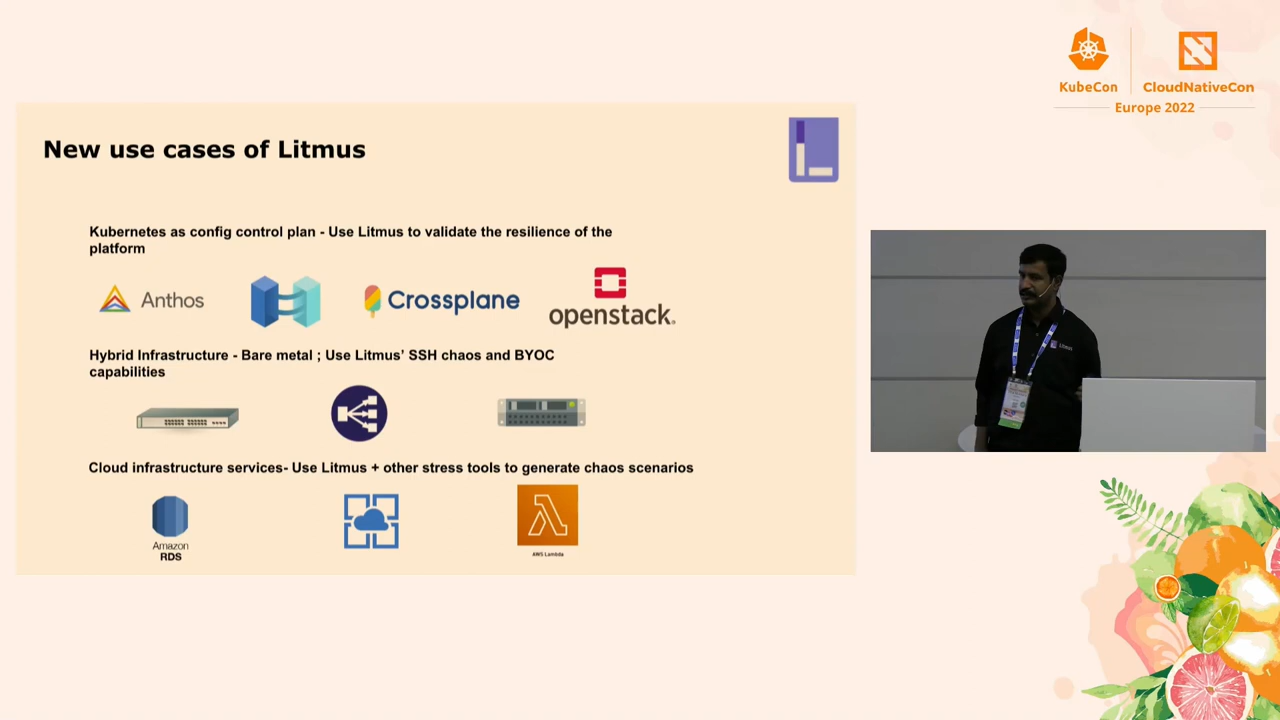 KubeCon
CloudNativeCon
Europe 2022
New use cases of Litmus
Kubernetes as config control plan - Use Litmus to validate the resilience of the
platform
Anthos
Crossplane
openstack.
Hybrid Infrastructure - Bare metal ; Use Litmus’ SSH chaos and BYOC
capabilities
Cloud infrastructure services- Use Litmus + other stress tools to generate chaos scenarios
Amazon
RDS
AWS Lambda
Litmus